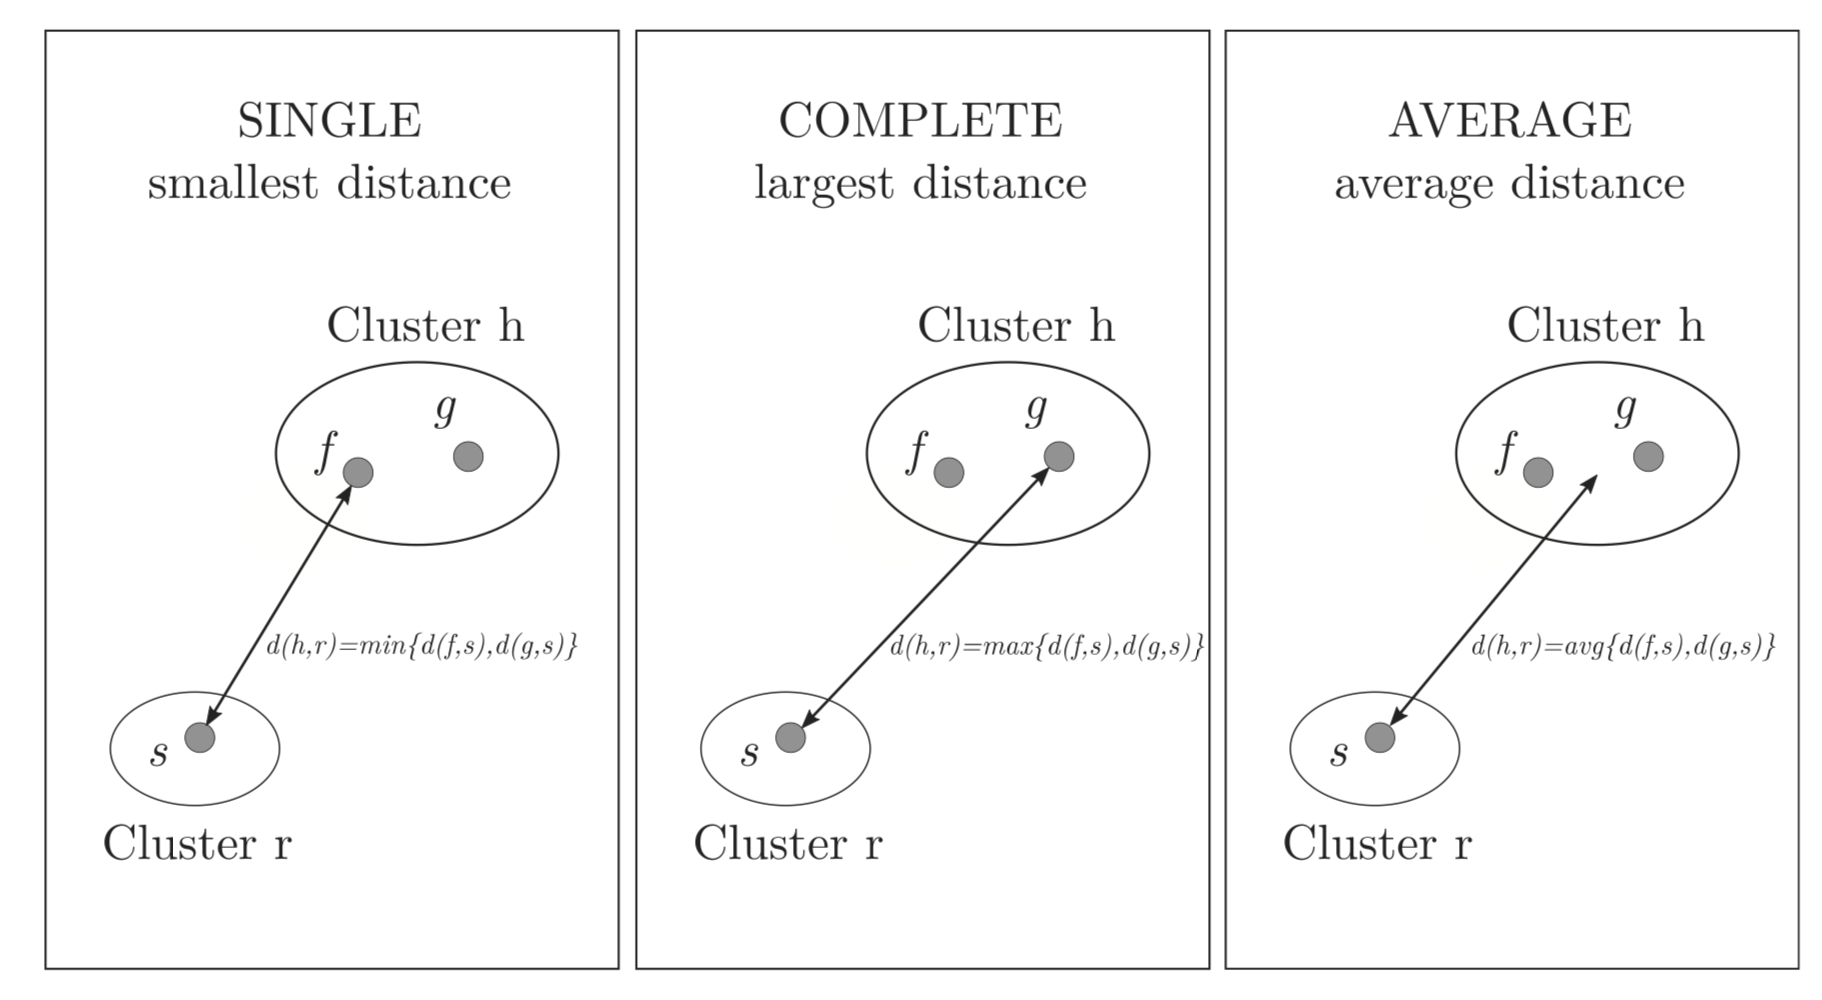 SINGLE
smallest distance
Cluster h
g
f
d(h,r)=min{d(f,s),d(g,s)}
s
Cluster r
COMPLETE
largest distance
Cluster h
g
f
d(h,r)=max{d(f,s),d(g,s)}
s
Cluster r
AVERAGE
average distance
Cluster h
g
f
d(h,r)=avg{d(f,s),d(g,s)}
s
Cluster r